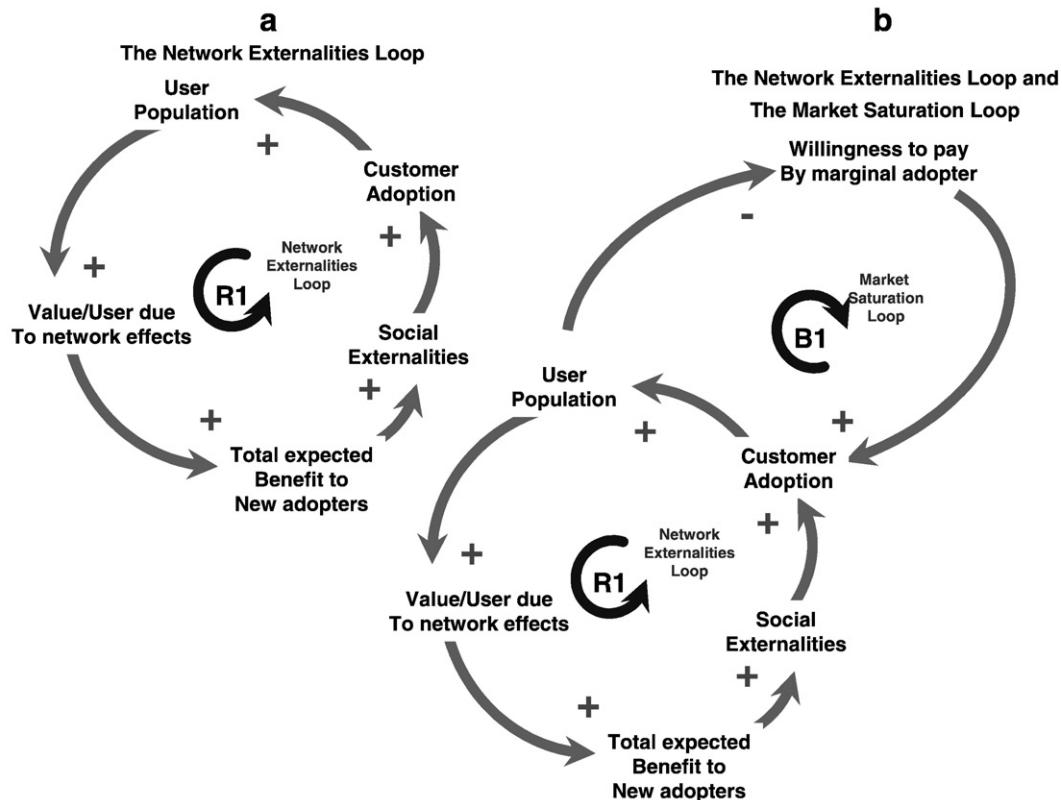 a
The Network Externalities Loop
User
Population
+
Customer
Adoption
+
+
Network
Externalities
Loop
R1
Value/User due
To network effects
Social
Externalities
+
+
Total expected
Benefit to
New adopters
b
The Network Externalities Loop and
The Market Saturation Loop
Willingness to pay
By marginal adopter
-
Market
Saturation
Loop
B1
User
Population
+
+
Customer
Adoption
+
+
Network
Externalities
Loop
R1
Value/User due
To network effects
Social
Externalities
+
+
Total expected
Benefit to
New adopters